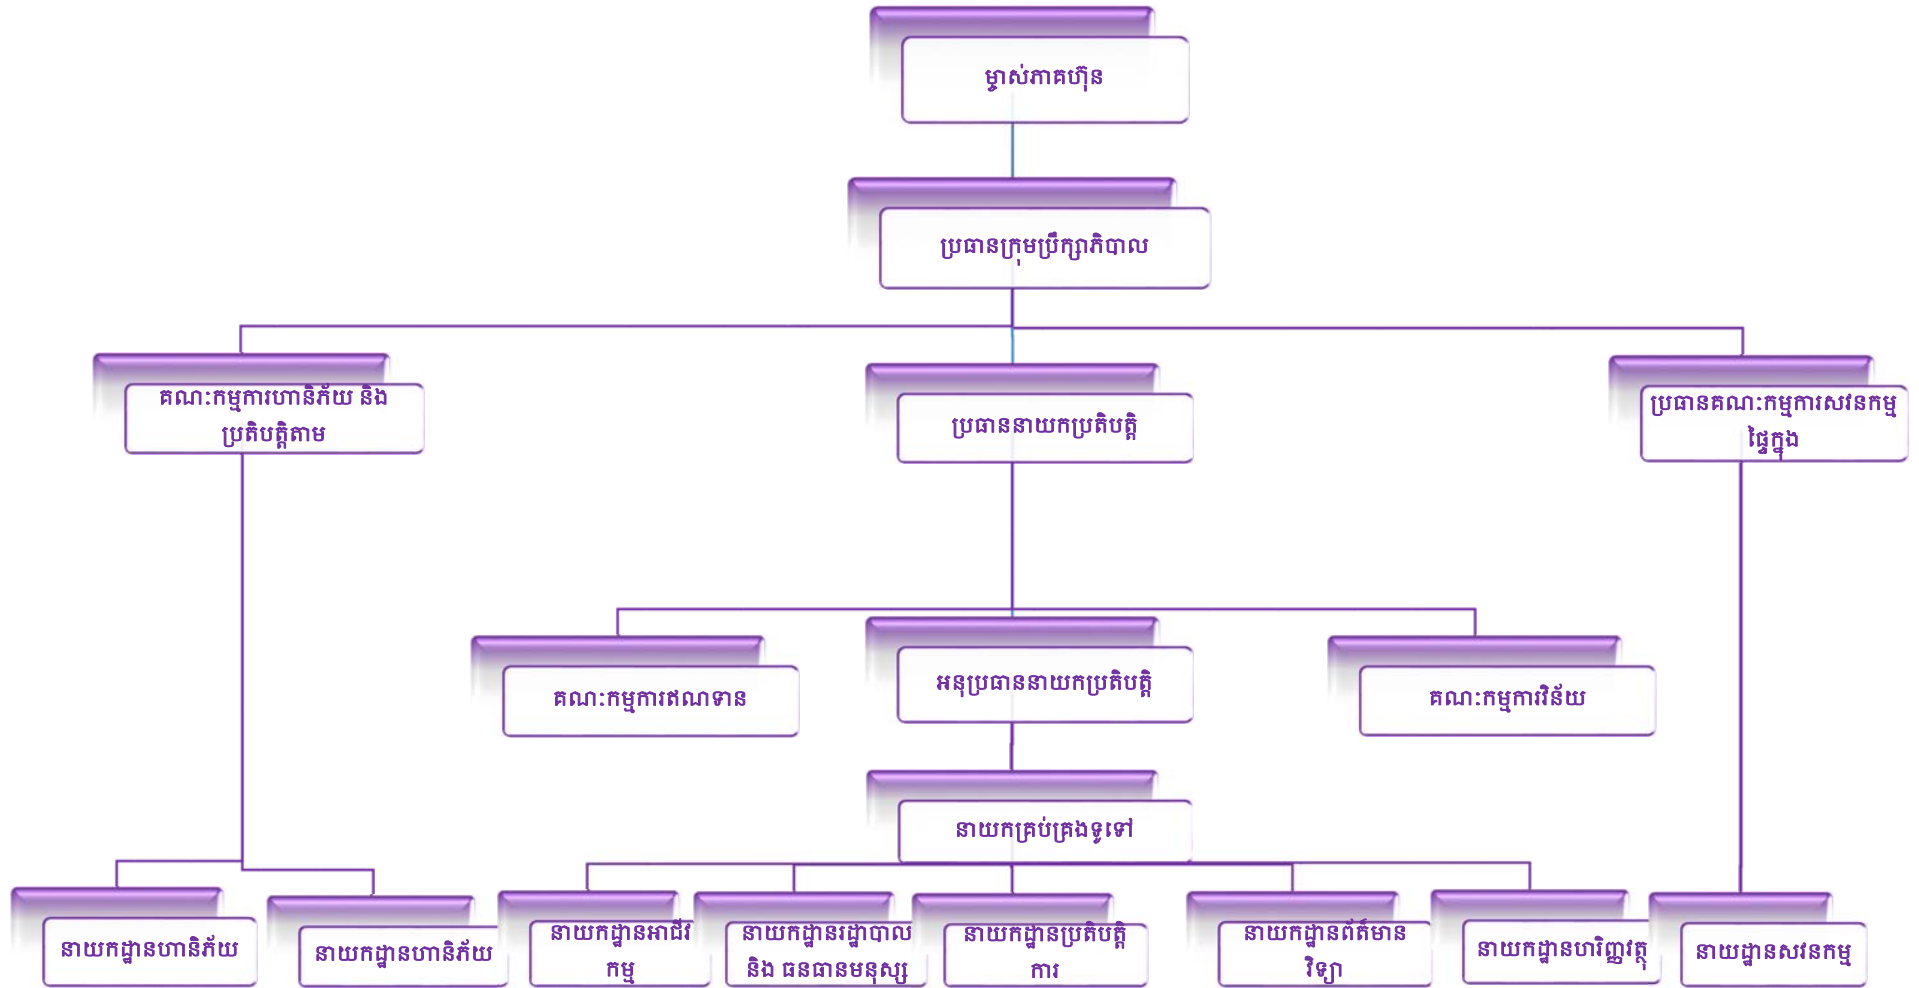 ម្ចាស់ភាគហ៊ុន
ប្រធានក្រុមប្រឹក្សាភិបាល
គណៈកម្មការហានិភ័យ និង
ប្រតិបត្តិតាម
ប្រធាននាយកប្រតិបត្តិ
ប្រធានគណៈកម្មការសវនកម្ម
ផ្ទៃក្នុង
គណៈកម្មការឥណទាន
អនុប្រធាននាយកប្រតិបត្តិ
គណៈកម្មការវិន័យ
នាយកគ្រប់គ្រងទូទៅ
នាយកដ្ឋានហានិភ័យ
នាយកដ្ឋានហានិភ័យ
នាយកដ្ឋានអាជីវ
កម្ម
នាយកដ្ឋានរដ្ឋាបាល
និង ធនធានមនុស្ស
នាយកដ្ឋានប្រតិបត្តិ
ការ
នាយកដ្ឋានព័ត៌មាន
វិទ្យា
នាយកដ្ឋានហរិញ្ញវត្ថុ
នាយដ្ឋានសវនកម្ម